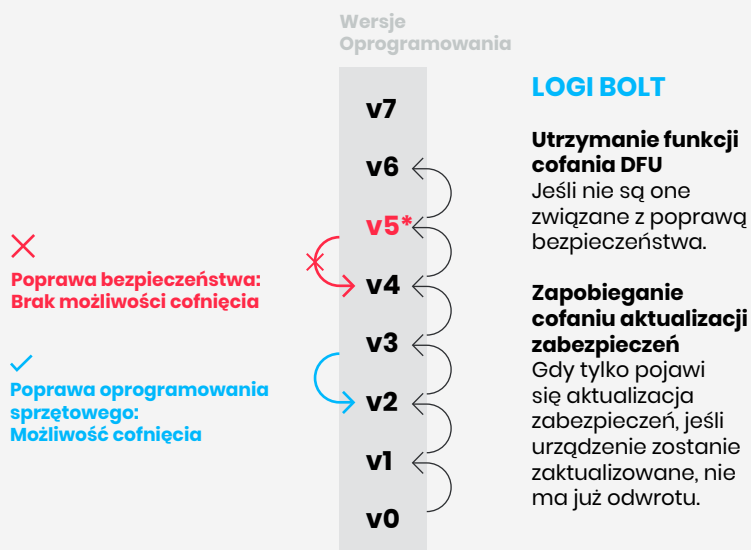 Wersje
Oprogramowania
v7
v6
v5*
v4
v3
v2
v1
v0
Poprawa bezpieczeństwa:
Brak możliwości cofnięcia
Poprawa oprogramowania
sprzętowego:
Możliwość cofnięcia
LOGI BOLT
Utrzymanie funkcji
cofania DFU
Jeśli nie są one
związane z poprawą
bezpieczeństwa.
Zapobieganie
cofaniu aktualizacji
zabezpieczeń
Gdy tylko pojawi
się aktualizacja
zabezpieczeń, jeśli
urządzenie zostanie
zaktualizowane, nie
ma już odwrotu.